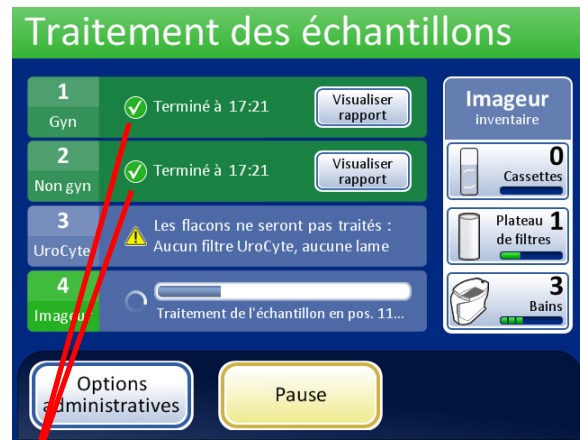 Traitement des échantillons
1
Gyn
Terminé à 17:21
Visualiser
rapport
2
Non gyn
Terminé à 17:21
Visualiser
rapport
3
UroCyte
Les flacons ne seront pas traités :
Aucun filtre UroCyte, aucune lame
4
Imageur
Traitement de l'échantillon en pos. 11...
Imageur
inventaire
0
Cassettes
Plateau 1
de filtres
3
Bains
Options
administratives
Pause